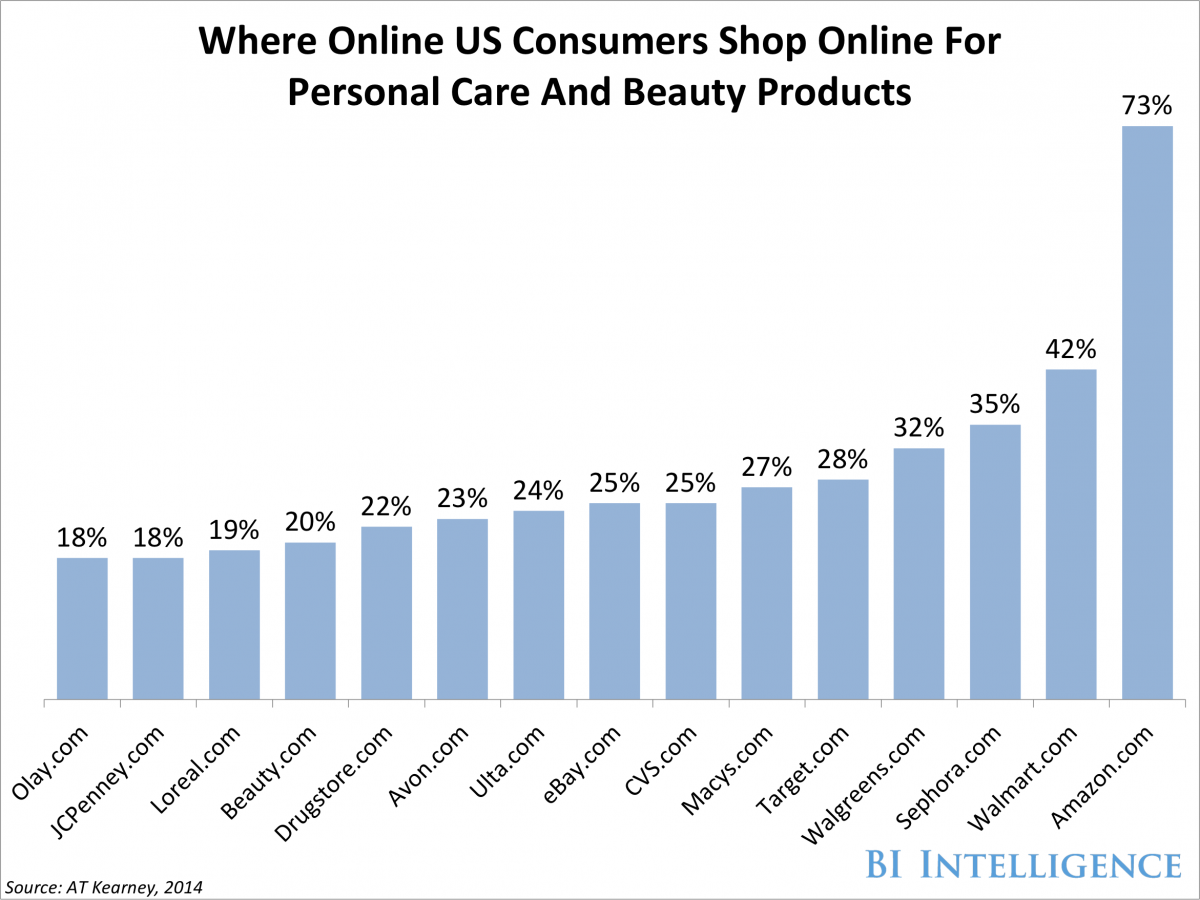 Where Online US Consumers Shop Online For
Personal Care And Beauty Products
18%
18%
19%
20%
22%
23%
24%
25%
25%
27%
28%
32%
35%
42%
73%
Olay.com
JCPenney.com
Loreal.com
Beauty.com
Drugstore.com
Avon.com
Ulta.com
eBay.com
CVS.com
Macys.com
Target.com
Walgreens.com
Sephora.com
Walmart.com
Amazon.com
BI INTELLIGENCE
Source: AT Kearney, 2014